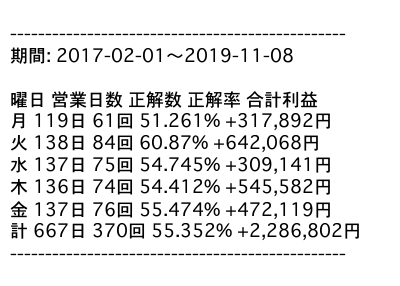 ------------------------------------------------
期間: 2017-02-01～2019-11-08
曜日 営業日数 正解数 正解率 合計利益
月 119日 61回 51.261% +317,892円
火 138日 84回 60.87% +642,068円
水 137日 75回 54.745% +309,141円
木 136日 74回 54.412% +545,582円
金 137日 76回 55.474% +472,119円
計 667日 370回 55.352% +2,286,802円
------------------------------------------------